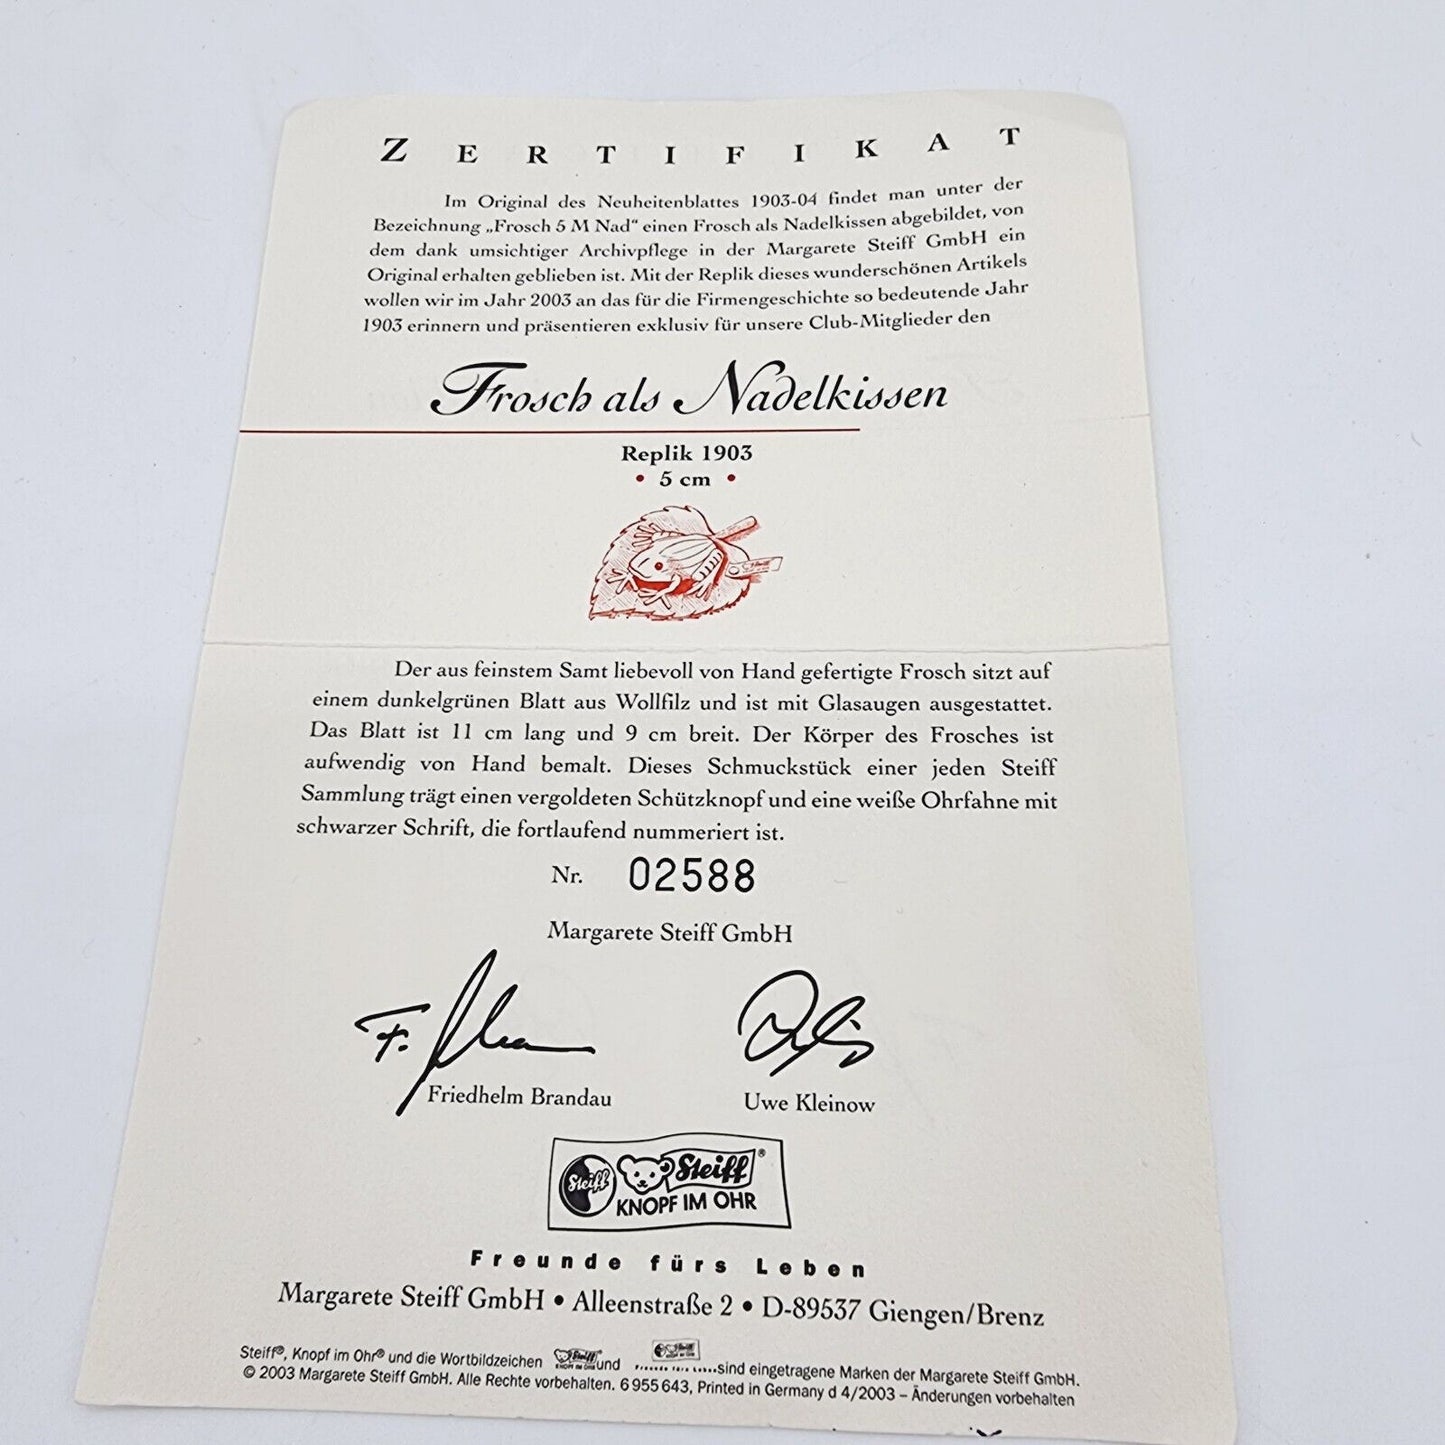 ZERTIFIKAT
Im Original des Neuheitenblattes 1903-04 findet man unter der
Bezeichnung „Frosch 5 M Nad“ einen Frosch als Nadelkissen abgebildet, von
dem dank umsichtiger Archivpflege in der Margarete Steiff GmbH ein
Original erhalten geblieben ist. Mit der Replik dieses wunderschönen Artikels
wollen wir im Jahr 2003 an das für die Firmengeschichte so bedeutende Jahr
1903 erinnern und präsentieren exklusiv für unsere Club-Mitglieder den
Frosch als Nadelkissen
Replik 1903
• 5 cm •
Steiff
Der aus feinstem Samt liebevoll von Hand gefertigte Frosch sitzt auf
einem dunkelgrünen Blatt aus Wollfilz und ist mit Glasaugen ausgestattet.
Das Blatt ist 11 cm lang und 9 cm breit. Der Körper des Frosches ist
aufwendig von Hand bemalt. Dieses Schmuckstück einer jeden Steiff
Sammlung trägt einen vergoldeten Schützknopf und eine weiße Ohrfahne mit
schwarzer Schrift, die fortlaufend nummeriert ist.
Nr. 02588
Margarete Steiff GmbH
Friedhelm Brandau
Uwe Kleinow
Steiff Steiff®
KNOPF IM OHR
Freunde fürs Leben
Margarete Steiff GmbH • Alleenstraße 2 • D-89537 Giengen/Brenz
Steiff®, Knopf im Ohr® und die Wortbildzeichen Steiff KNOPF IM OHR und Steiff sind eingetragene Marken der Margarete Steiff GmbH.
© 2003 Margarete Steiff GmbH. Alle Rechte vorbehalten. 6 955 643, Printed in Germany d 4/2003 – Änderungen vorbehalten